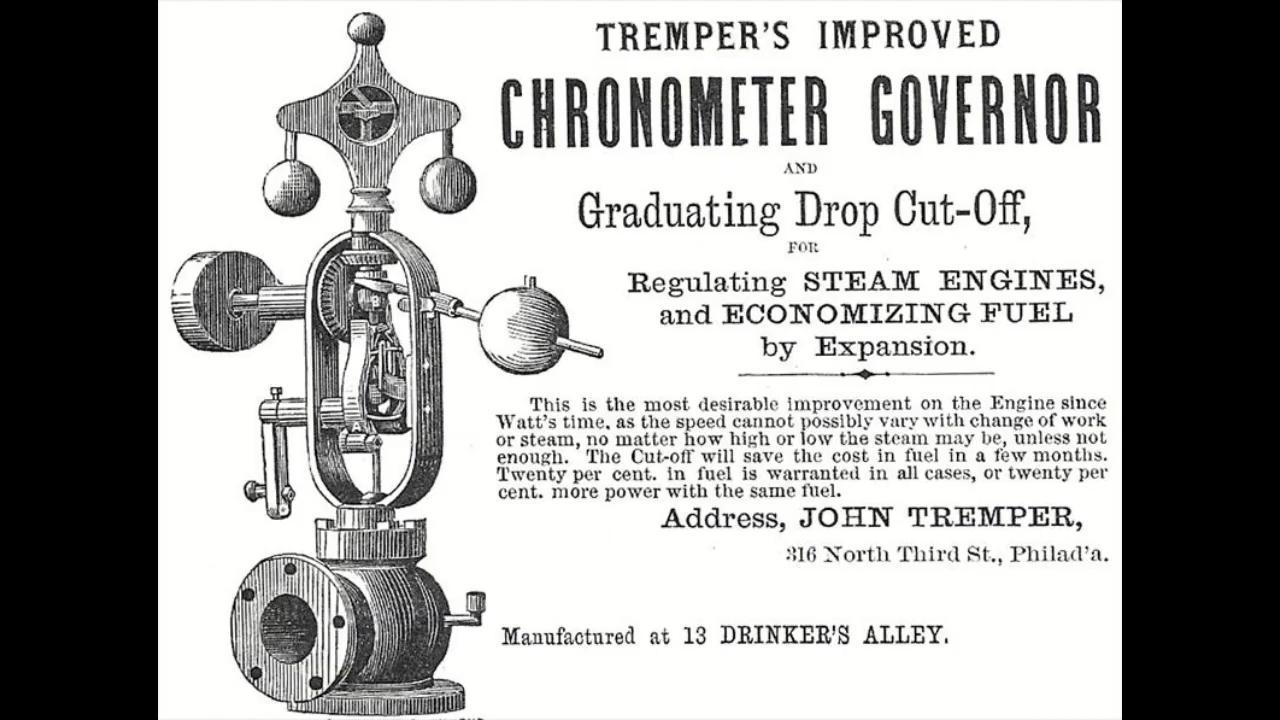 TREMPER'S IMPROVED
CHRONOMETER GOVERNOR
AND
Graduating Drop Cut-Off,
FOR
Regulating STEAM ENGINES,
and ECONOMIZING FUEL
by Expansion.
This is the most desirable improvement on the Engine since
Watt's time, as the speed cannot possibly vary with change of work
or steam, no matter how high or low the steam may be, unless not
enough. The Cut-off will save the cost in fuel in a few months.
Twenty per cent. in fuel is warranted in all cases, or twenty per
cent. more power with the same fuel.
Address, JOHN TREMPER,
316 North Third St., Philad'a.
Manufactured at 13 DRINKER'S ALLEY.